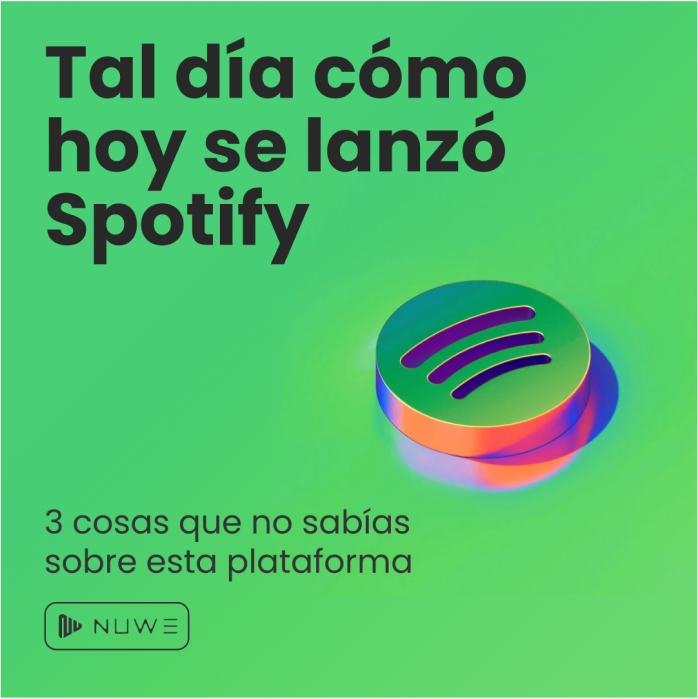 Tal día cómo
hoy se lanzó
Spotify
3 cosas que no sabías
sobre esta plataforma
NUWE